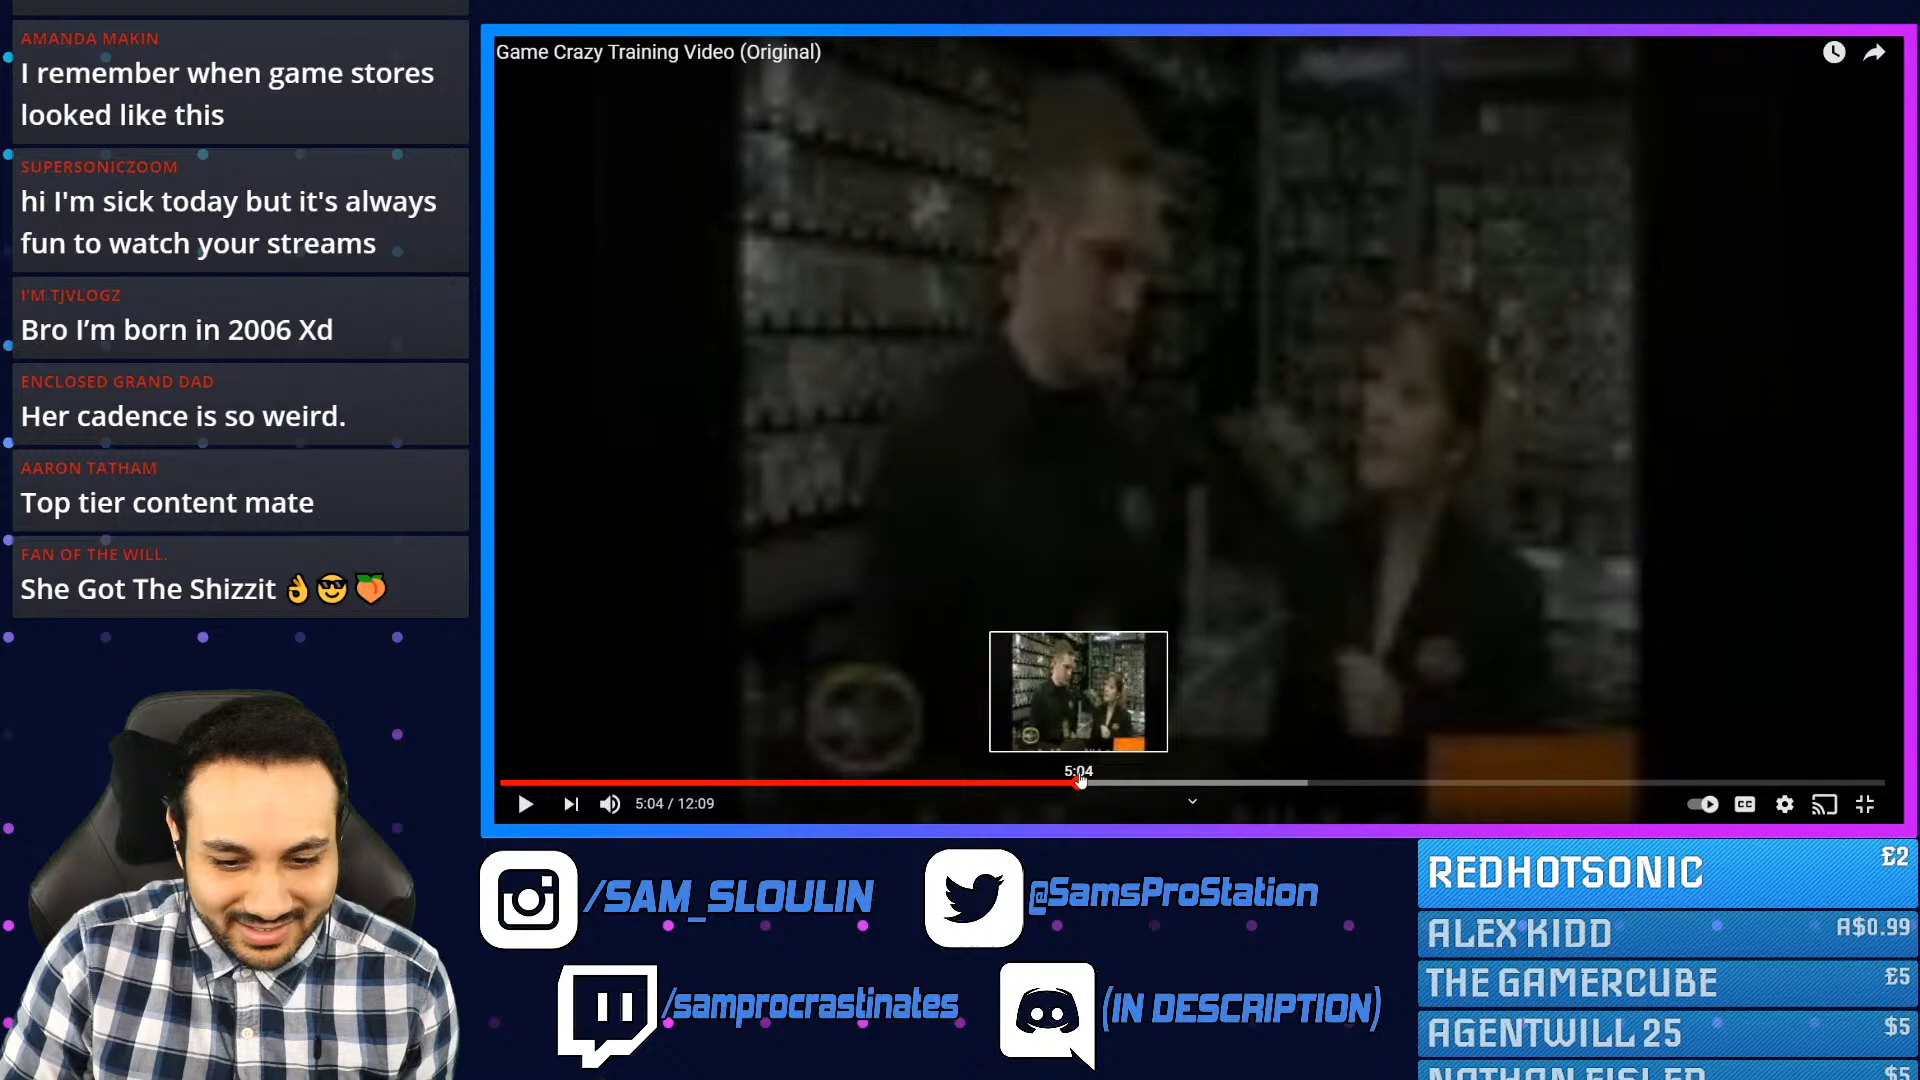 AMANDA MAKIN
I remember when game stores
looked like this
SUPERSONICZOOM
hi I'm sick today but it's always
fun to watch your streams
I'M TJVLOGZ
Bro I’m born in 2006 Xd
ENCLOSED GRAND DAD
Her cadence is so weird.
AARON TATHAM
Top tier content mate
FAN OF THE WILL.
She Got The Shizzit 👌😎🍑
Game Crazy Training Video (Original)
5:04
5:04 / 12:09
CC
/SAM_SLOULIN
@SamsProStation
/samprocrastinates
(IN DESCRIPTION)
REDHOTSONIC £2
ALEX KIDD A$0.99
THE GAMERCUBE £5
AGENTWILL 25 $5
NATHAN EISLER $5